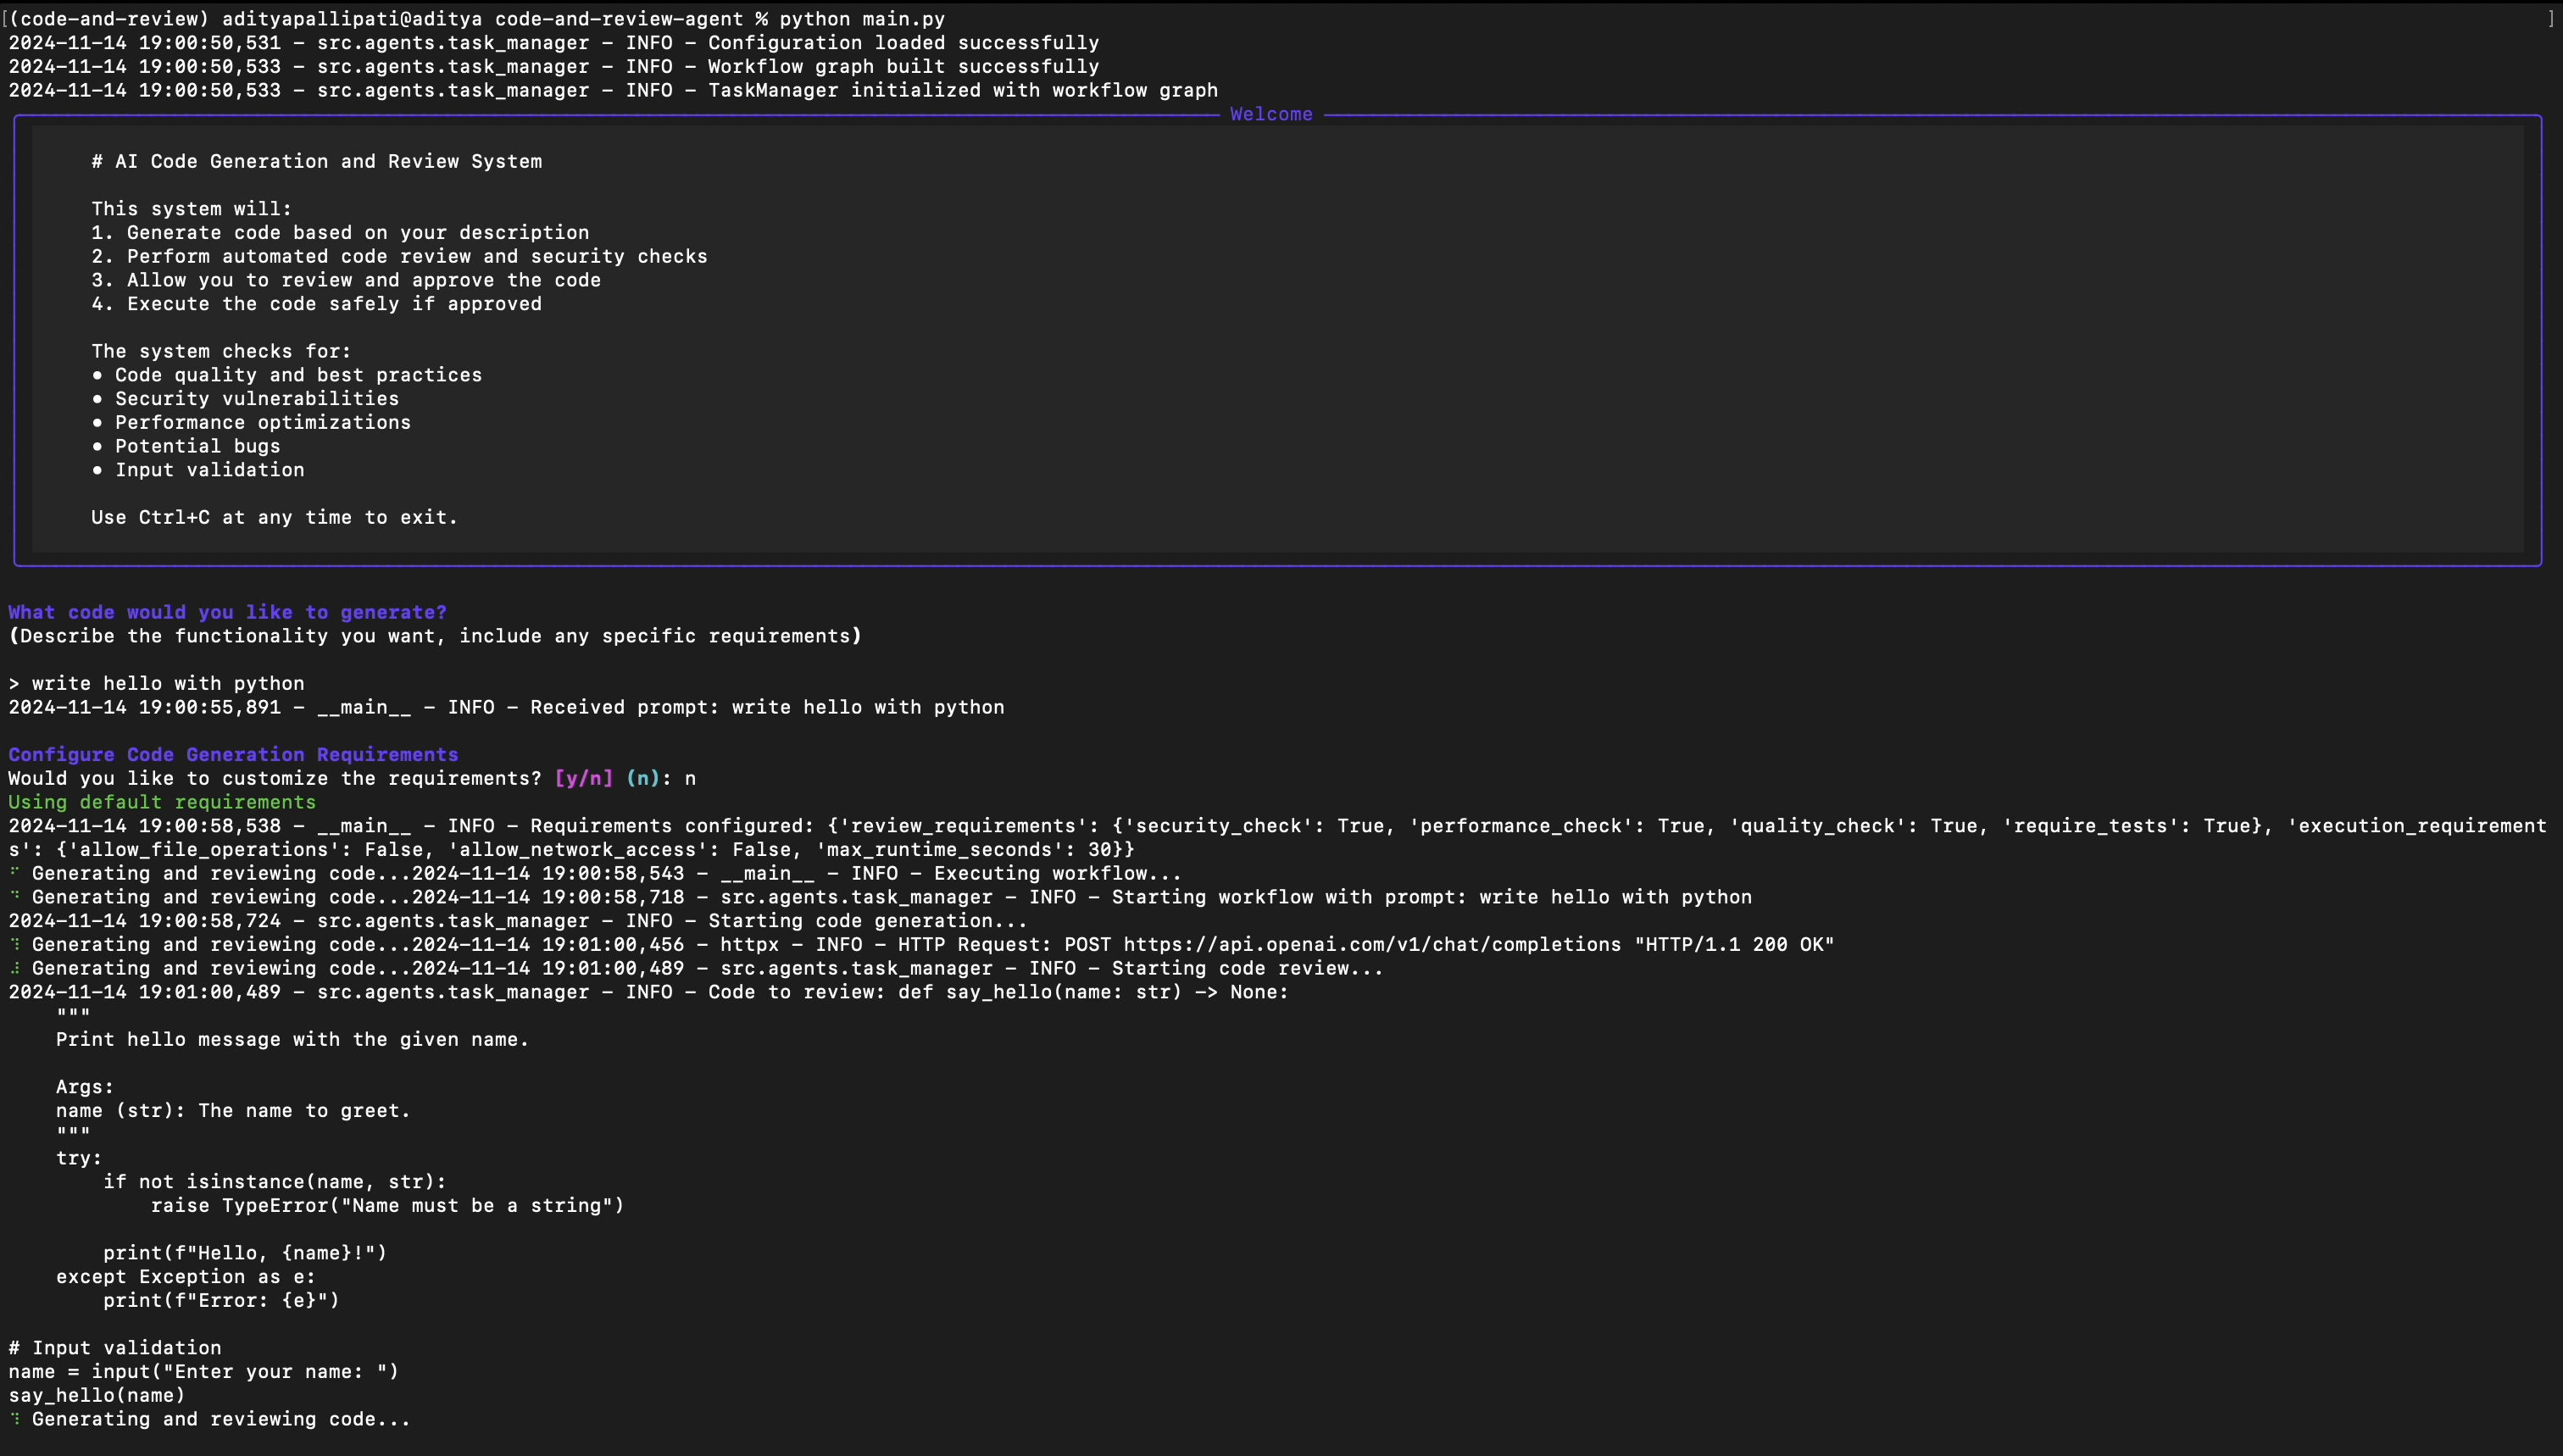 [(code-and-review) adityapallipati@aditya code-and-review-agent % python main.py ]
2024-11-14 19:00:50,531 - src.agents.task_manager - INFO - Configuration loaded successfully
2024-11-14 19:00:50,533 - src.agents.task_manager - INFO - Workflow graph built successfully
2024-11-14 19:00:50,533 - src.agents.task_manager - INFO - TaskManager initialized with workflow graph
Welcome
# AI Code Generation and Review System
This system will:
1. Generate code based on your description
2. Perform automated code review and security checks
3. Allow you to review and approve the code
4. Execute the code safely if approved
The system checks for:
• Code quality and best practices
• Security vulnerabilities
• Performance optimizations
• Potential bugs
• Input validation
Use Ctrl+C at any time to exit.
What code would you like to generate?
(Describe the functionality you want, include any specific requirements)
> write hello with python
2024-11-14 19:00:55,891 - __main__ - INFO - Received prompt: write hello with python
Configure Code Generation Requirements
Would you like to customize the requirements? [y/n] (n): n
Using default requirements
2024-11-14 19:00:58,538 - __main__ - INFO - Requirements configured: {'review_requirements': {'security_check': True, 'performance_check': True, 'quality_check': True, 'require_tests': True}, 'execution_requirement
s': {'allow_file_operations': False, 'allow_network_access': False, 'max_runtime_seconds': 30}}
Generating and reviewing code...2024-11-14 19:00:58,543 - __main__ - INFO - Executing workflow...
Generating and reviewing code...2024-11-14 19:00:58,718 - src.agents.task_manager - INFO - Starting workflow with prompt: write hello with python
2024-11-14 19:00:58,724 - src.agents.task_manager - INFO - Starting code generation...
Generating and reviewing code...2024-11-14 19:01:00,456 - httpx - INFO - HTTP Request: POST https://api.openai.com/v1/chat/completions "HTTP/1.1 200 OK"
Generating and reviewing code...2024-11-14 19:01:00,489 - src.agents.task_manager - INFO - Starting code review...
2024-11-14 19:01:00,489 - src.agents.task_manager - INFO - Code to review: def say_hello(name: str) -> None:
    """
    Print hello message with the given name.
    Args:
    name (str): The name to greet.
    """
    try:
        if not isinstance(name, str):
            raise TypeError("Name must be a string")
        print(f"Hello, {name}!")
    except Exception as e:
        print(f"Error: {e}")
# Input validation
name = input("Enter your name: ")
say_hello(name)
Generating and reviewing code...